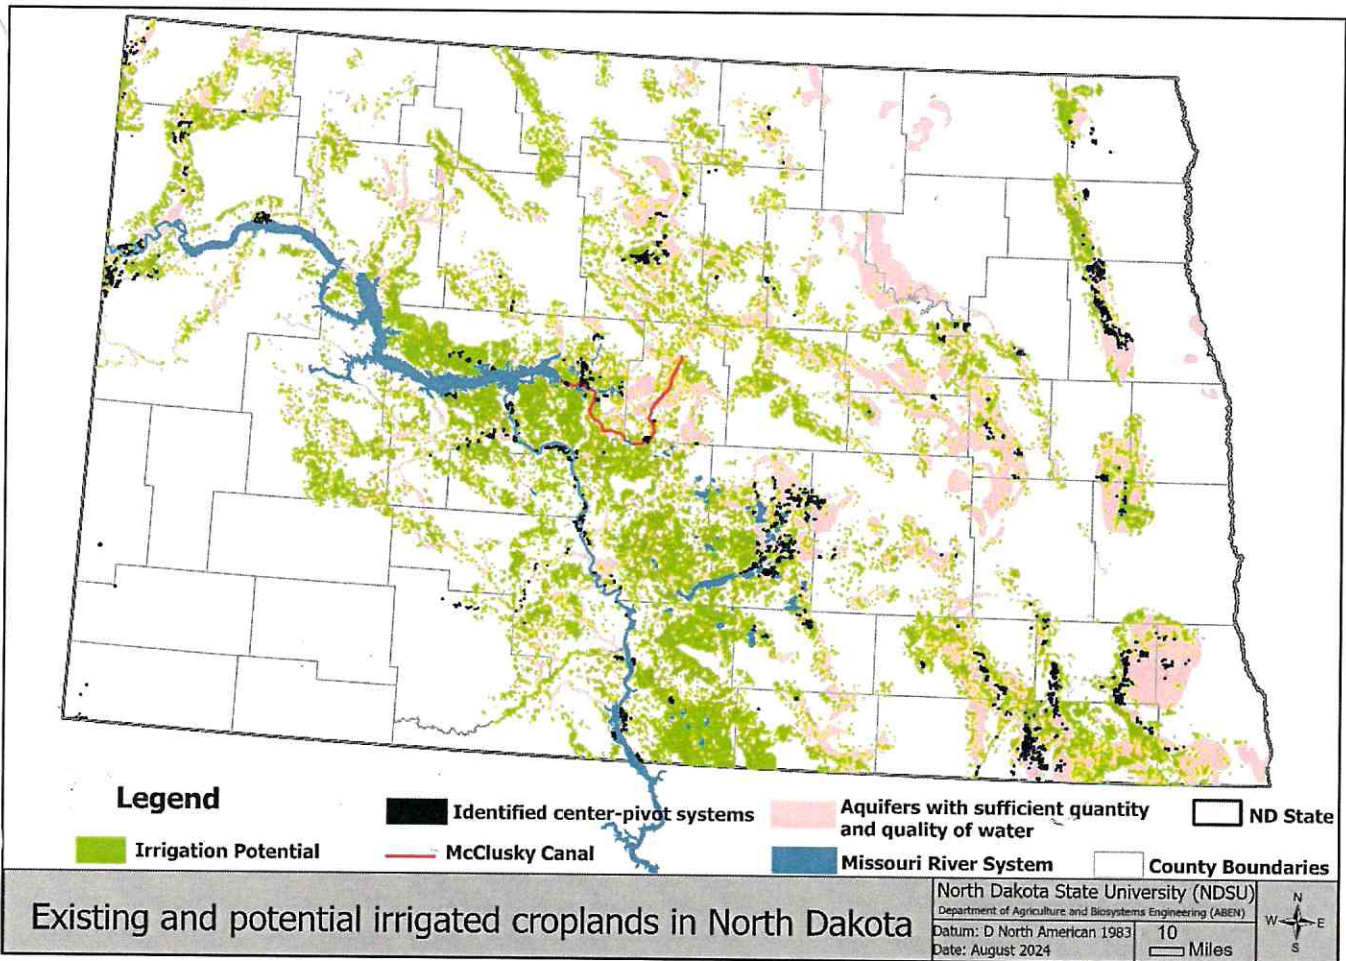 Legend
Identified center-pivot systems
Aquifers with sufficient quantity
and quality of water
ND State
Irrigation Potential
McClusky Canal
Missouri River System
County Boundaries
Existing and potential irrigated croplands in North Dakota
North Dakota State University (NDSU)
Department of Agriculture and Biosystems Engineering (ABEN)
Datum: D North American 1983
Date: August 2024
10
Miles
N
W
E
S